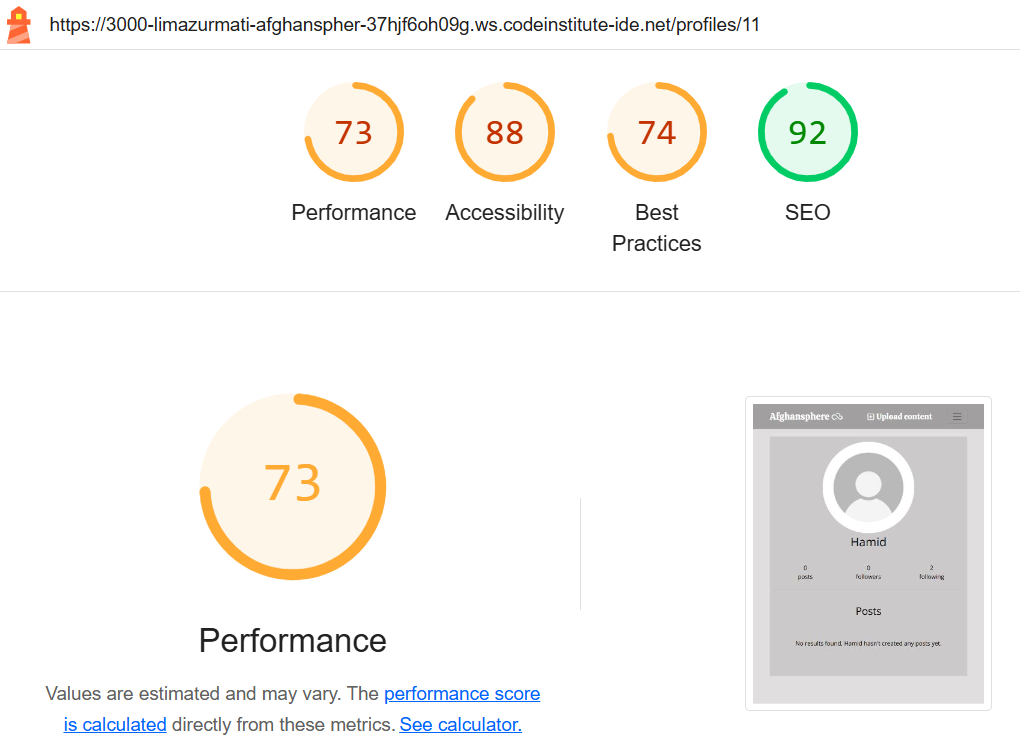 https://3000-limazurmati-afghanspher-37hjf6oh09g.ws.codeinstitute-ide.net/profiles/11
73 88 74 92
Performance Accessibility Best Practices SEO
73
Performance
Values are estimated and may vary. The performance score
is calculated directly from these metrics. See calculator.
Afghansphere Upload content
Hamid
0 0 2
posts followers following
Posts
No results found, Hamid hasn't created any posts yet.